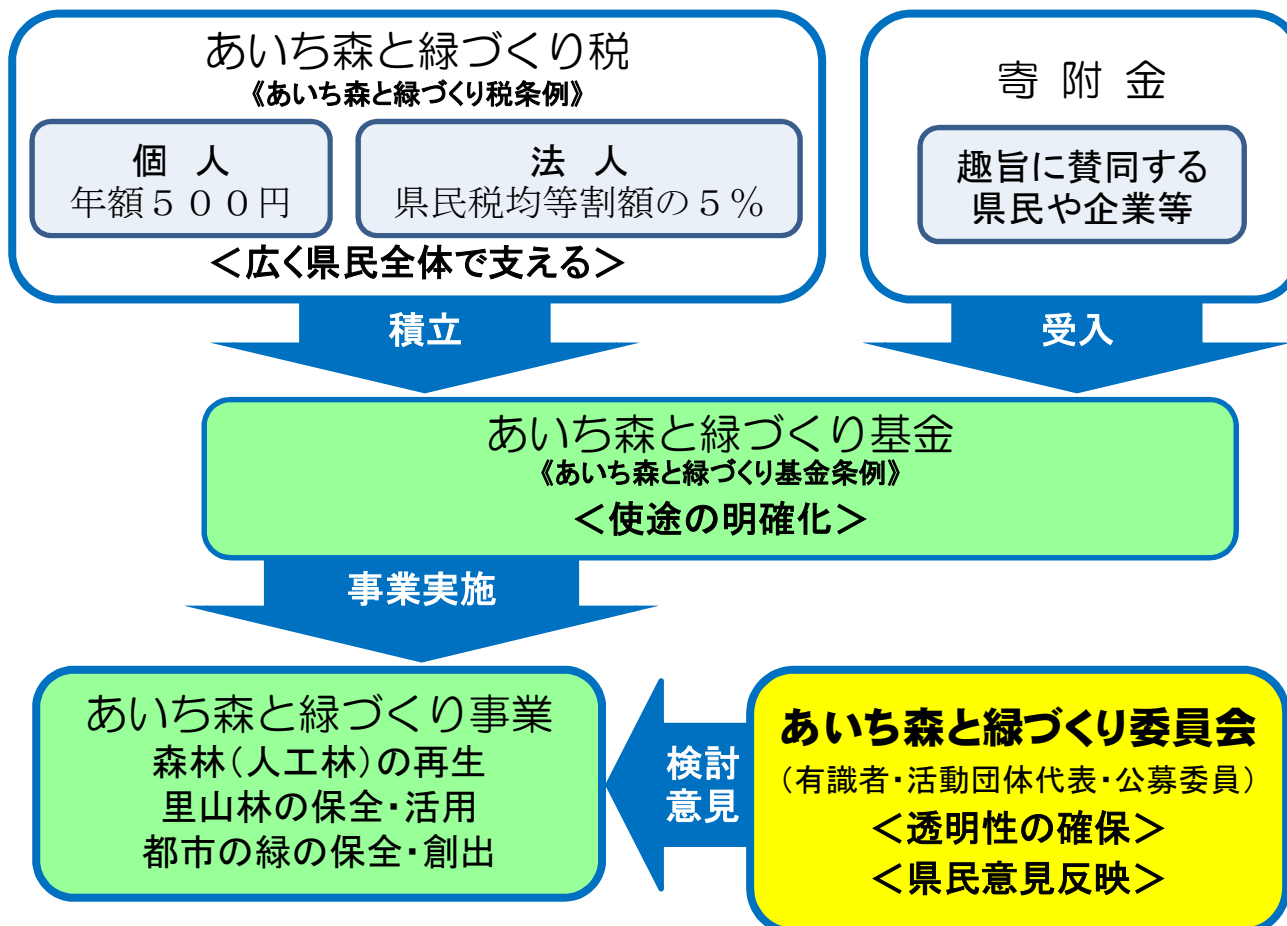 あいち森と緑づくり税
《あいち森と緑づくり税条例》
個 人
年額５００円
法 人
県民税均等割額の５％
＜広く県民全体で支える＞
寄 附 金
趣旨に賛同する
県民や企業等
積立
受入
あいち森と緑づくり基金
《あいち森と緑づくり基金条例》
＜使途の明確化＞
事業実施
あいち森と緑づくり事業
森林（人工林）の再生
里山林の保全・活用
都市の緑の保全・創出
検討
意見
あいち森と緑づくり委員会
（有識者・活動団体代表・公募委員）
＜透明性の確保＞
＜県民意見反映＞